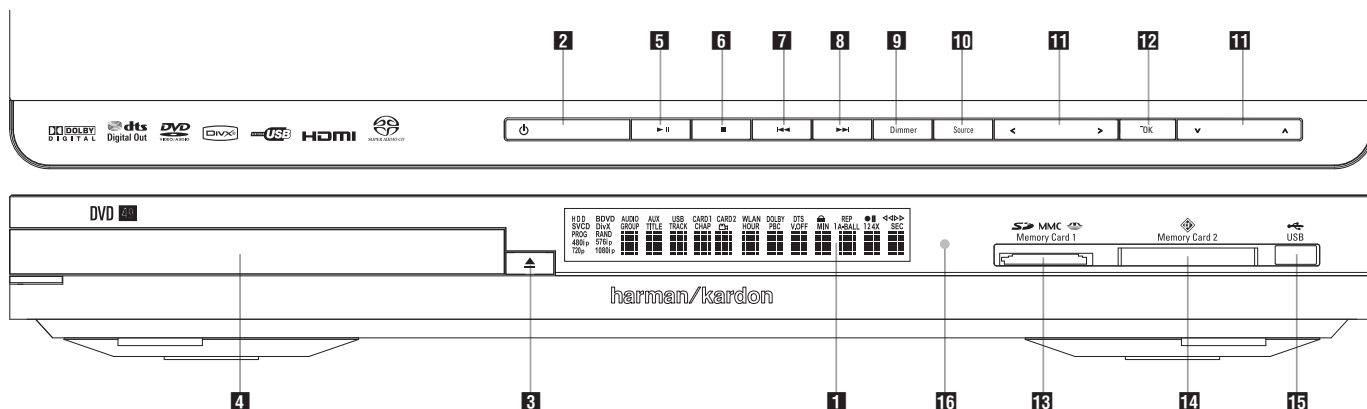 2 5 6 7 8 9 10 11 12 11
DOLBY DIGITAL dts Digital Out DVD VIDEO/AUDIO DIVX USB HDMI SUPER AUDIO CD
Dimmer Source OK
DVD 49
HDD BDVD AUDIO AUX USB CARD1 CARD2 WLAN DOLBY DTS REP
SVCD DivX GROUP TITLE TRACK CHAP HOUR PBC V.OFF MIN 1A-BALL 124X SEC
PROG RAND
480i p 576i p
720p 1080i p
SD MMC
Memory Card 1 Memory Card 2 USB
harman/kardon
4 3 1 16 13 14 15